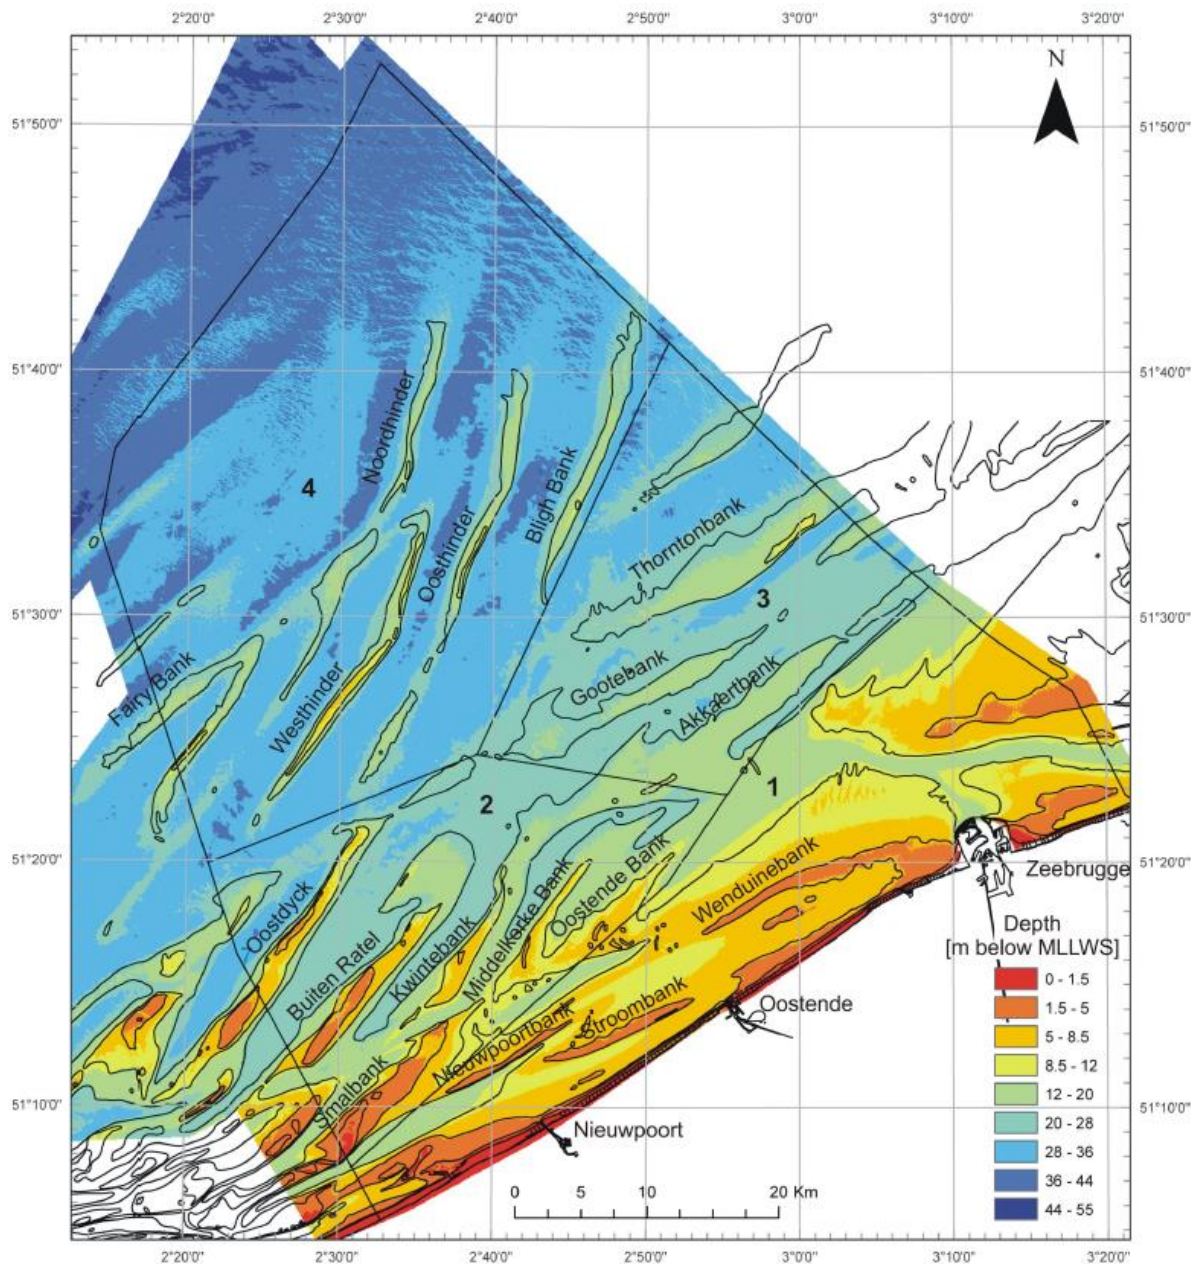 2°20'0" 2°30'0" 2°40'0" 2°50'0" 3°0'0" 3°10'0" 3°20'0"
N
51°50'0" 51°50'0"
51°40'0" 51°40'0"
Noordhinder
Bligh Bank
4
Oosthinder
Thorntonbank
3
51°30'0" 51°30'0"
Fairy Bank
Westhinder
Gootebank
Akkaertbank
2
1
51°20'0" 51°20'0"
Zeebrugge
Wenduinebank
Oostende Bank
Middelkerke Bank
Oostdyck
Kwintebank
Buiten Ratel
Depth
[m below MLLWS]
0 - 1.5
1.5 - 5
5 - 8.5
8.5 - 12
12 - 20
20 - 28
28 - 36
36 - 44
44 - 55
Oostende
Stroombank
Nieuwpoortbank
Smalbank
51°10'0" 51°10'0"
Nieuwpoort
0 5 10 20 Km
2°20'0" 2°30'0" 2°40'0" 2°50'0" 3°0'0" 3°10'0" 3°20'0"